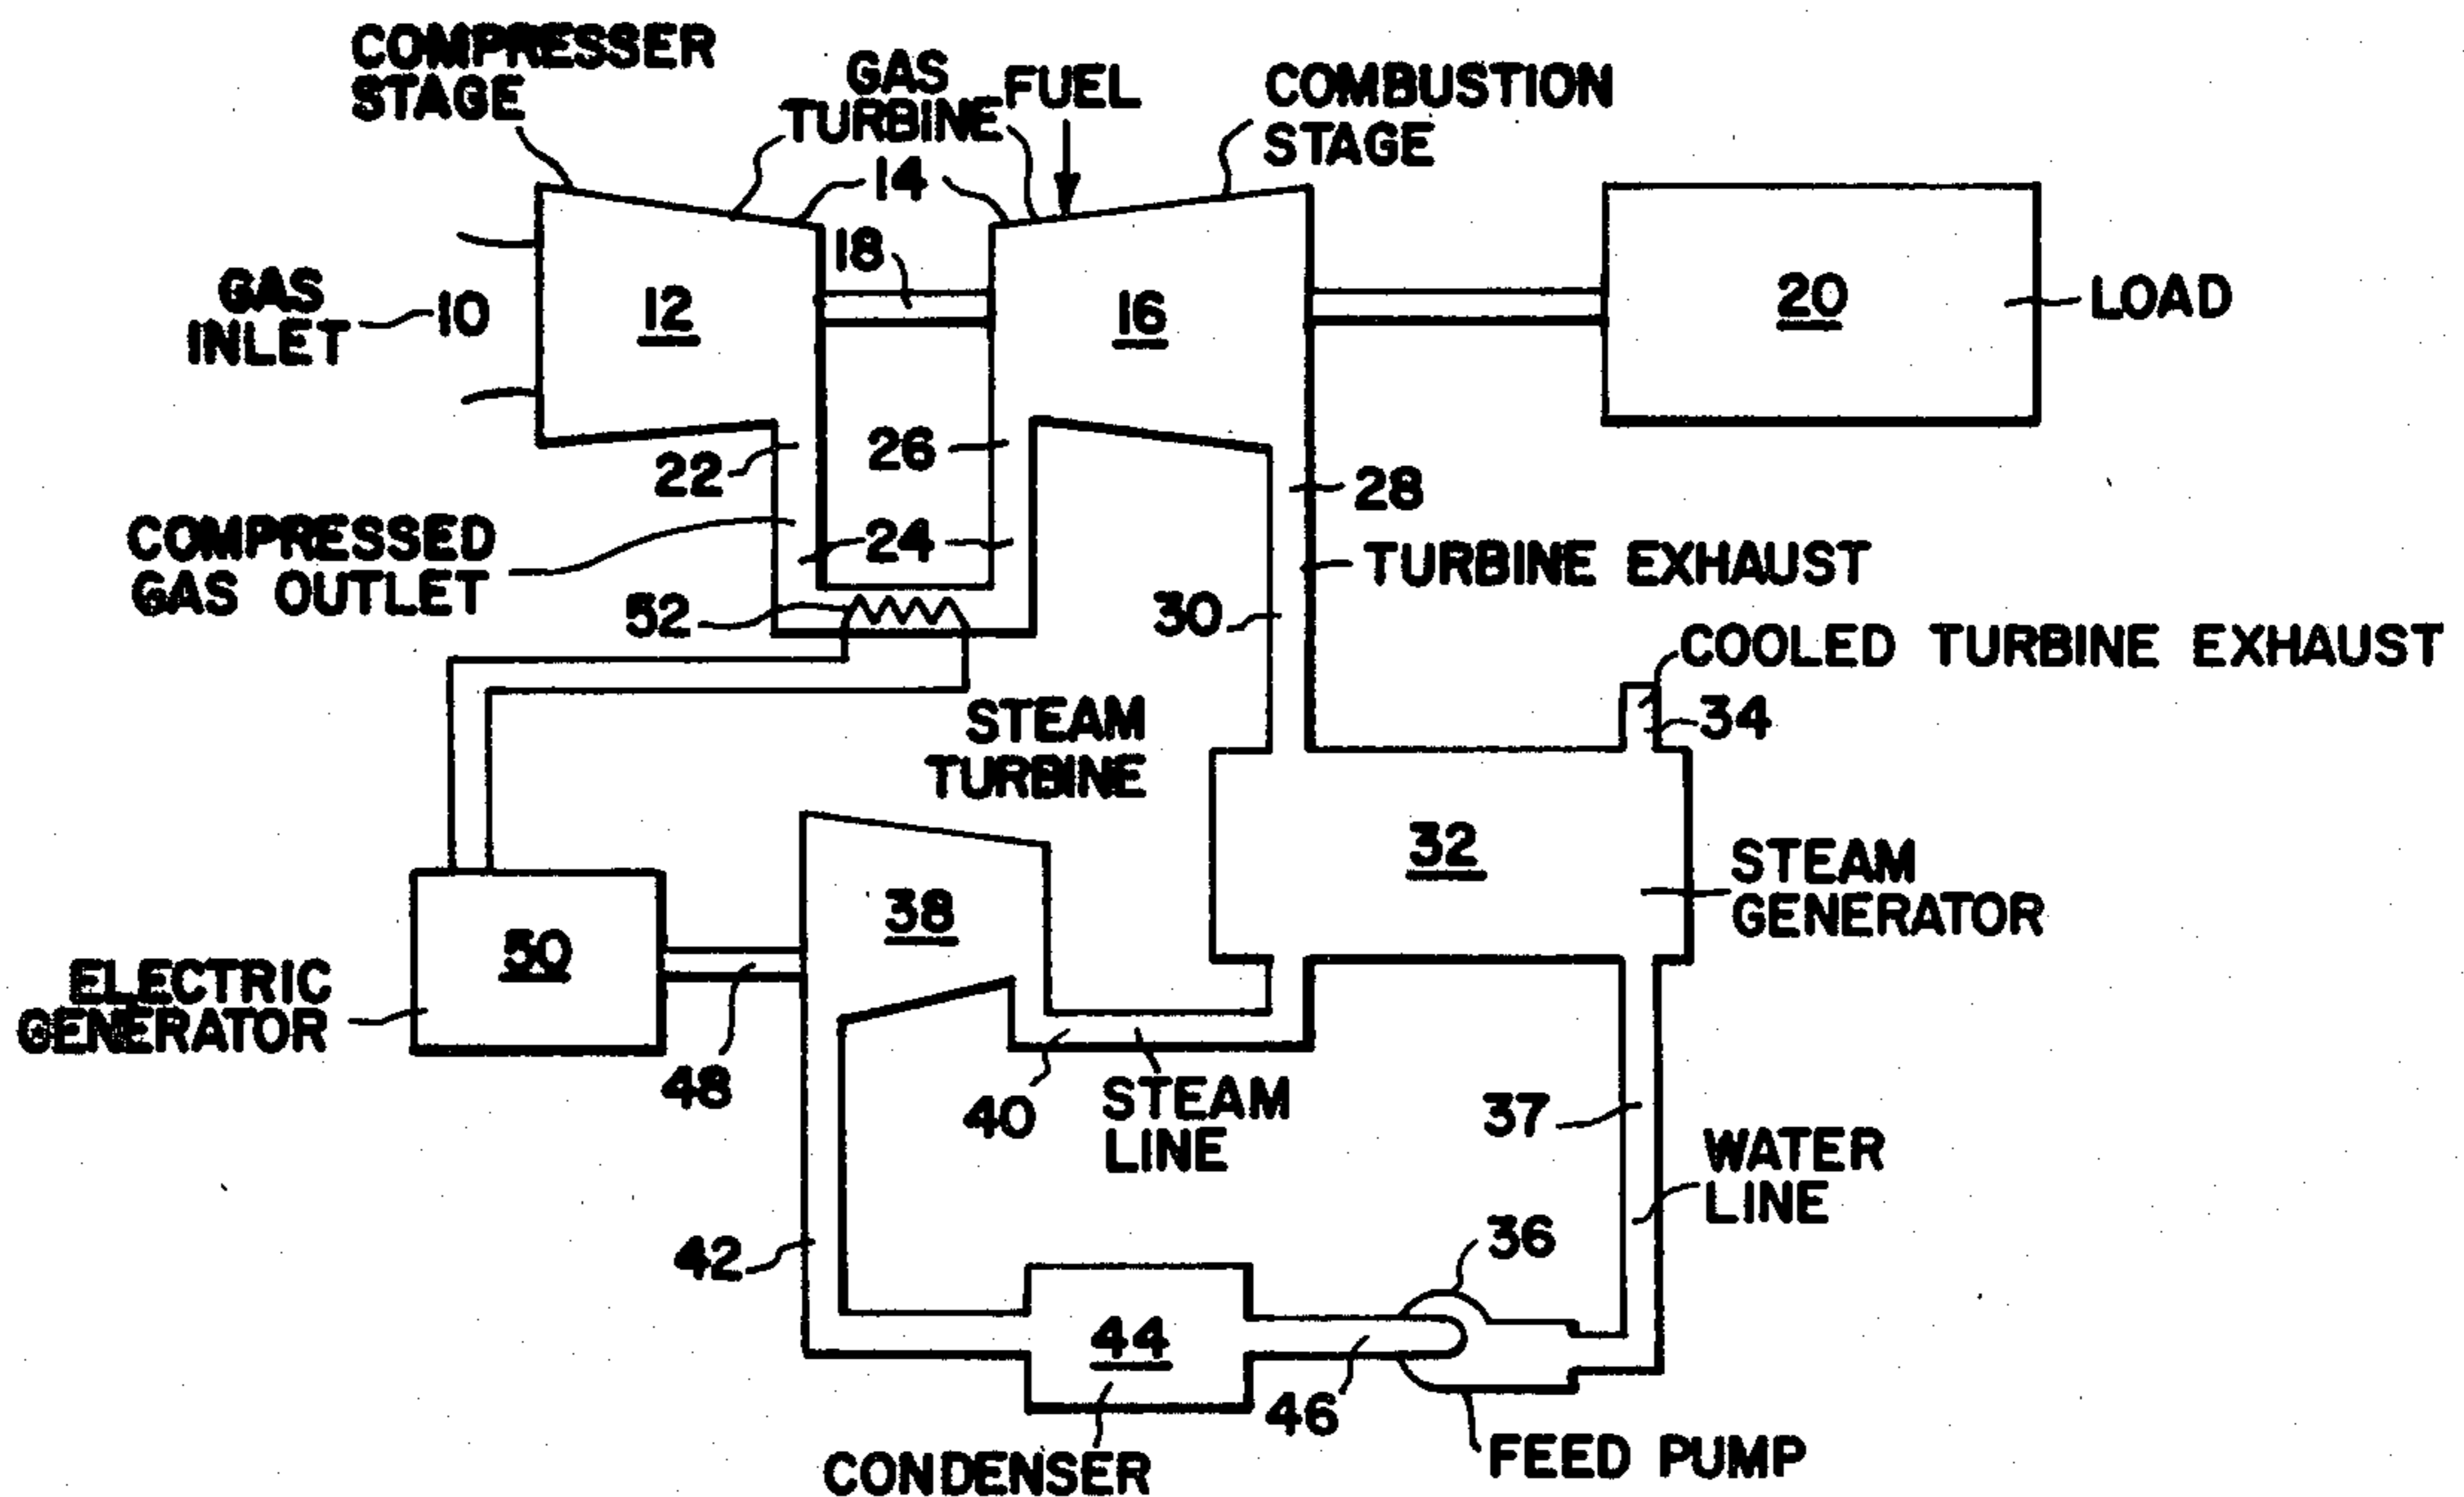 COMPRESSER
STAGE
GAS
TURBINE
FUEL
COMBUSTION
STAGE
14
18
GAS
INLET
10
12
16
20
LOAD
22
26
28
COMPRESSED
GAS OUTLET
24
TURBINE EXHAUST
52
30
COOLED TURBINE EXHAUST
34
STEAM
TURBINE
32
STEAM
GENERATOR
38
50
ELECTRIC
GENERATOR
48
40
STEAM
LINE
37
WATER
LINE
42
36
44
46
CONDENSER
FEED PUMP